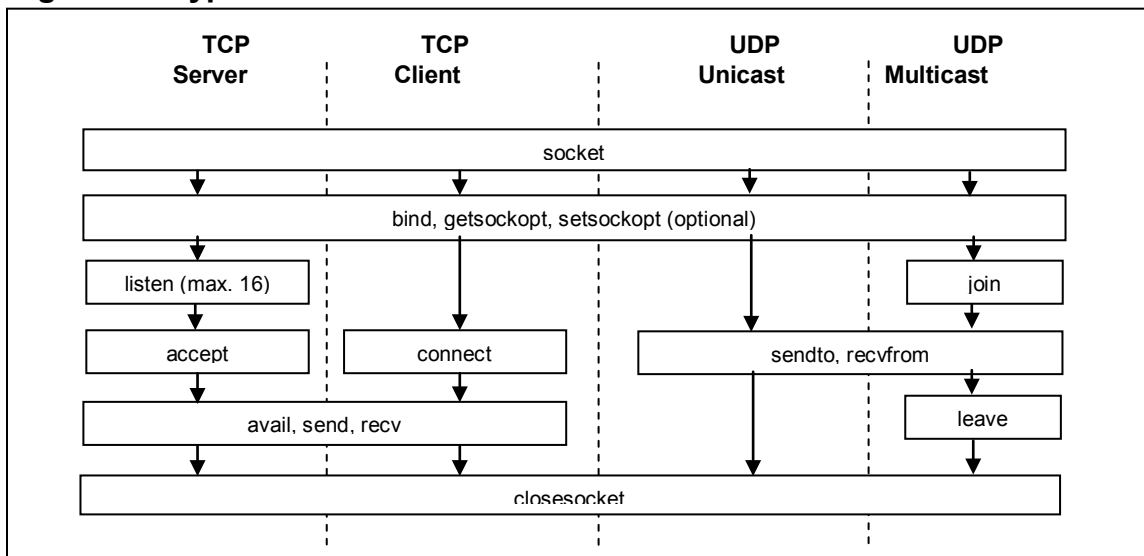 TCP Server
TCP Client
UDP Unicast
UDP Multicast
socket
bind, getsockopt, setsockopt (optional)
listen (max. 16)
join
accept
connect
sendto, recvfrom
avail, send, recv
leave
closesocket